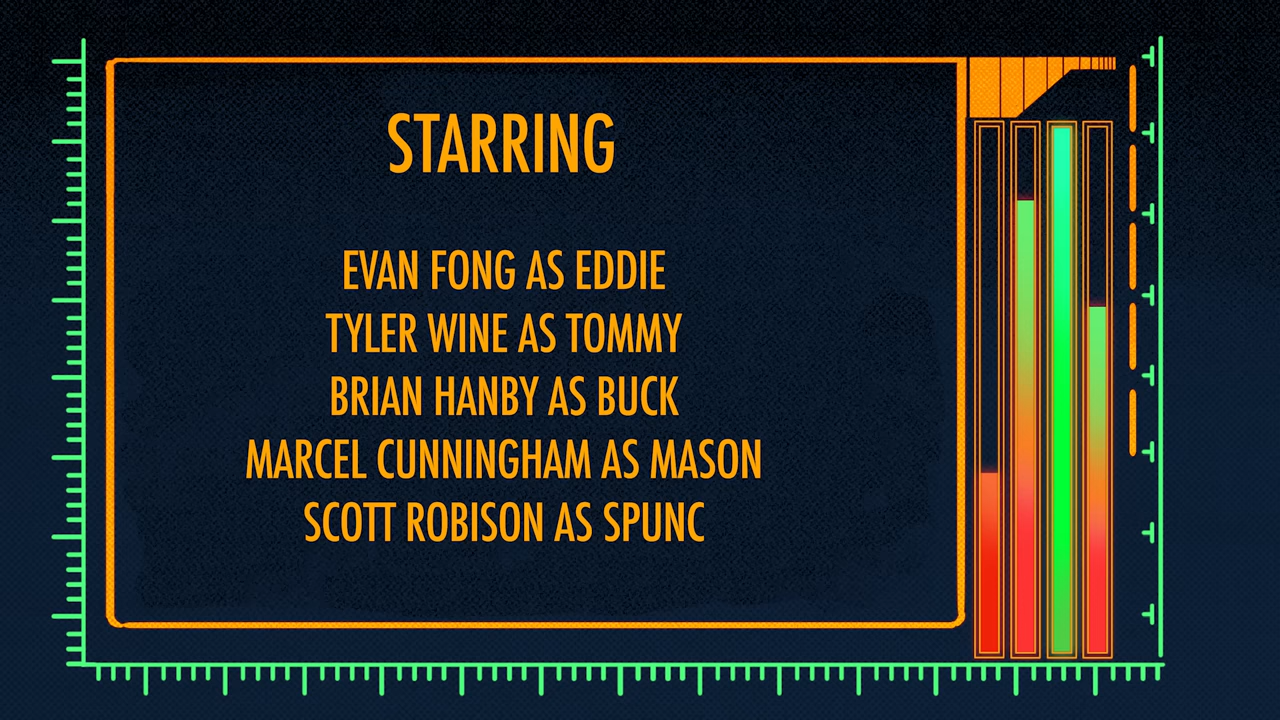 STARRING
EVAN FONG AS EDDIE
TYLER WINE AS TOMMY
BRIAN HANBY AS BUCK
MARCEL CUNNINGHAM AS MASON
SCOTT ROBISON AS SPUNC